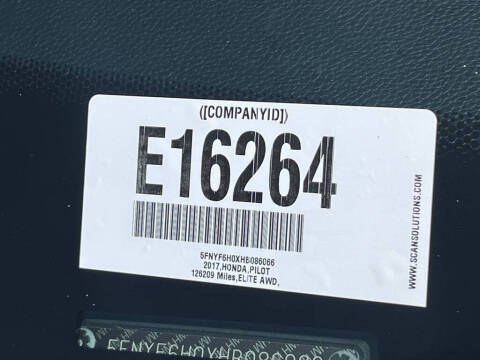 ([COMPANYID])
E16264
5FNYF6H0XHB086066
2017,HONDA,PILOT
126209 Miles,ELITE AWD,
WWW.SCANSOLUTIONS.COM